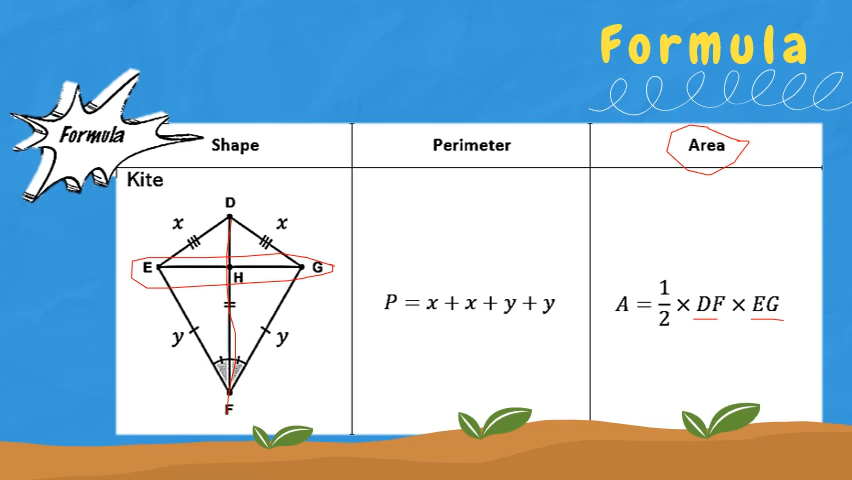 Formula
Formula
Shape Perimeter Area
Kite
D
x x
E G
H
P = x + x + y + y
A = 1/2 × DF × EG
y y
F